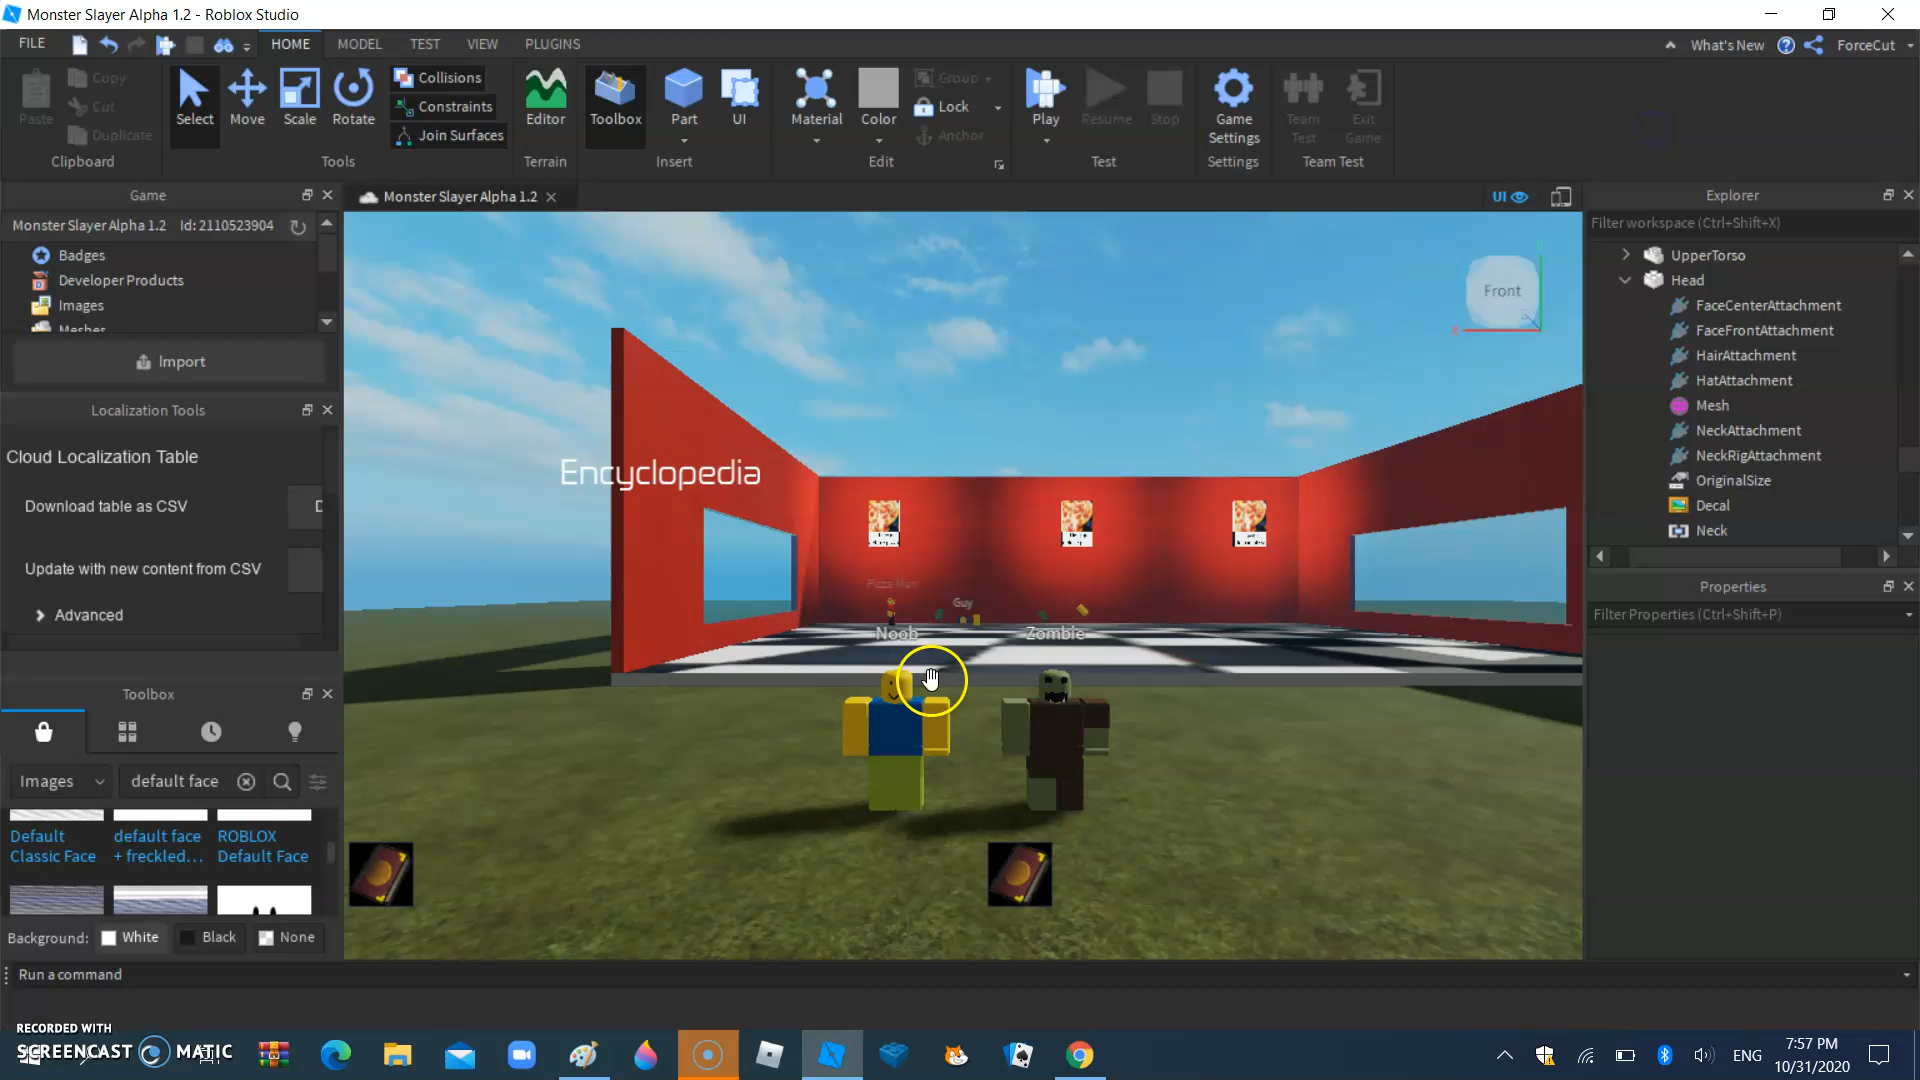 Monster Slayer Alpha 1.2 - Roblox Studio
FILE
HOME
MODEL
TEST
VIEW
PLUGINS
What's New
ForceCut
Paste
Copy
Cut
Duplicate
Clipboard
Select
Move
Scale
Rotate
Collisions
Constraints
Join Surfaces
Tools
Editor
Terrain
Toolbox
Part
UI
Insert
Material
Color
Group
Lock
Anchor
Edit
Play
Resume
Stop
Test
Game
Settings
Settings
Team
Test
Exit
Game
Team Test
Game
Monster Slayer Alpha 1.2 Id:2110523904
Badges
Developer Products
Images
Meshes
Import
Localization Tools
Cloud Localization Table
Download table as CSV
D
Update with new content from CSV
Advanced
Toolbox
Images
default face
Default
Classic Face
default face
+ freckled...
ROBLOX
Default Face
Background:
White
Black
None
Monster Slayer Alpha 1.2
UI
Front
Encyclopedia
Pizza Man
Guy
Noob
Zombie
Explorer
Filter workspace (Ctrl+Shift+X)
UpperTorso
Head
FaceCenterAttachment
FaceFrontAttachment
HairAttachment
HatAttachment
Mesh
NeckAttachment
NeckRigAttachment
OriginalSize
Decal
Neck
Properties
Filter Properties (Ctrl+Shift+P)
Run a command
RECORDED WITH
SCREENCAST MATIC
ENG
7:57 PM
10/31/2020